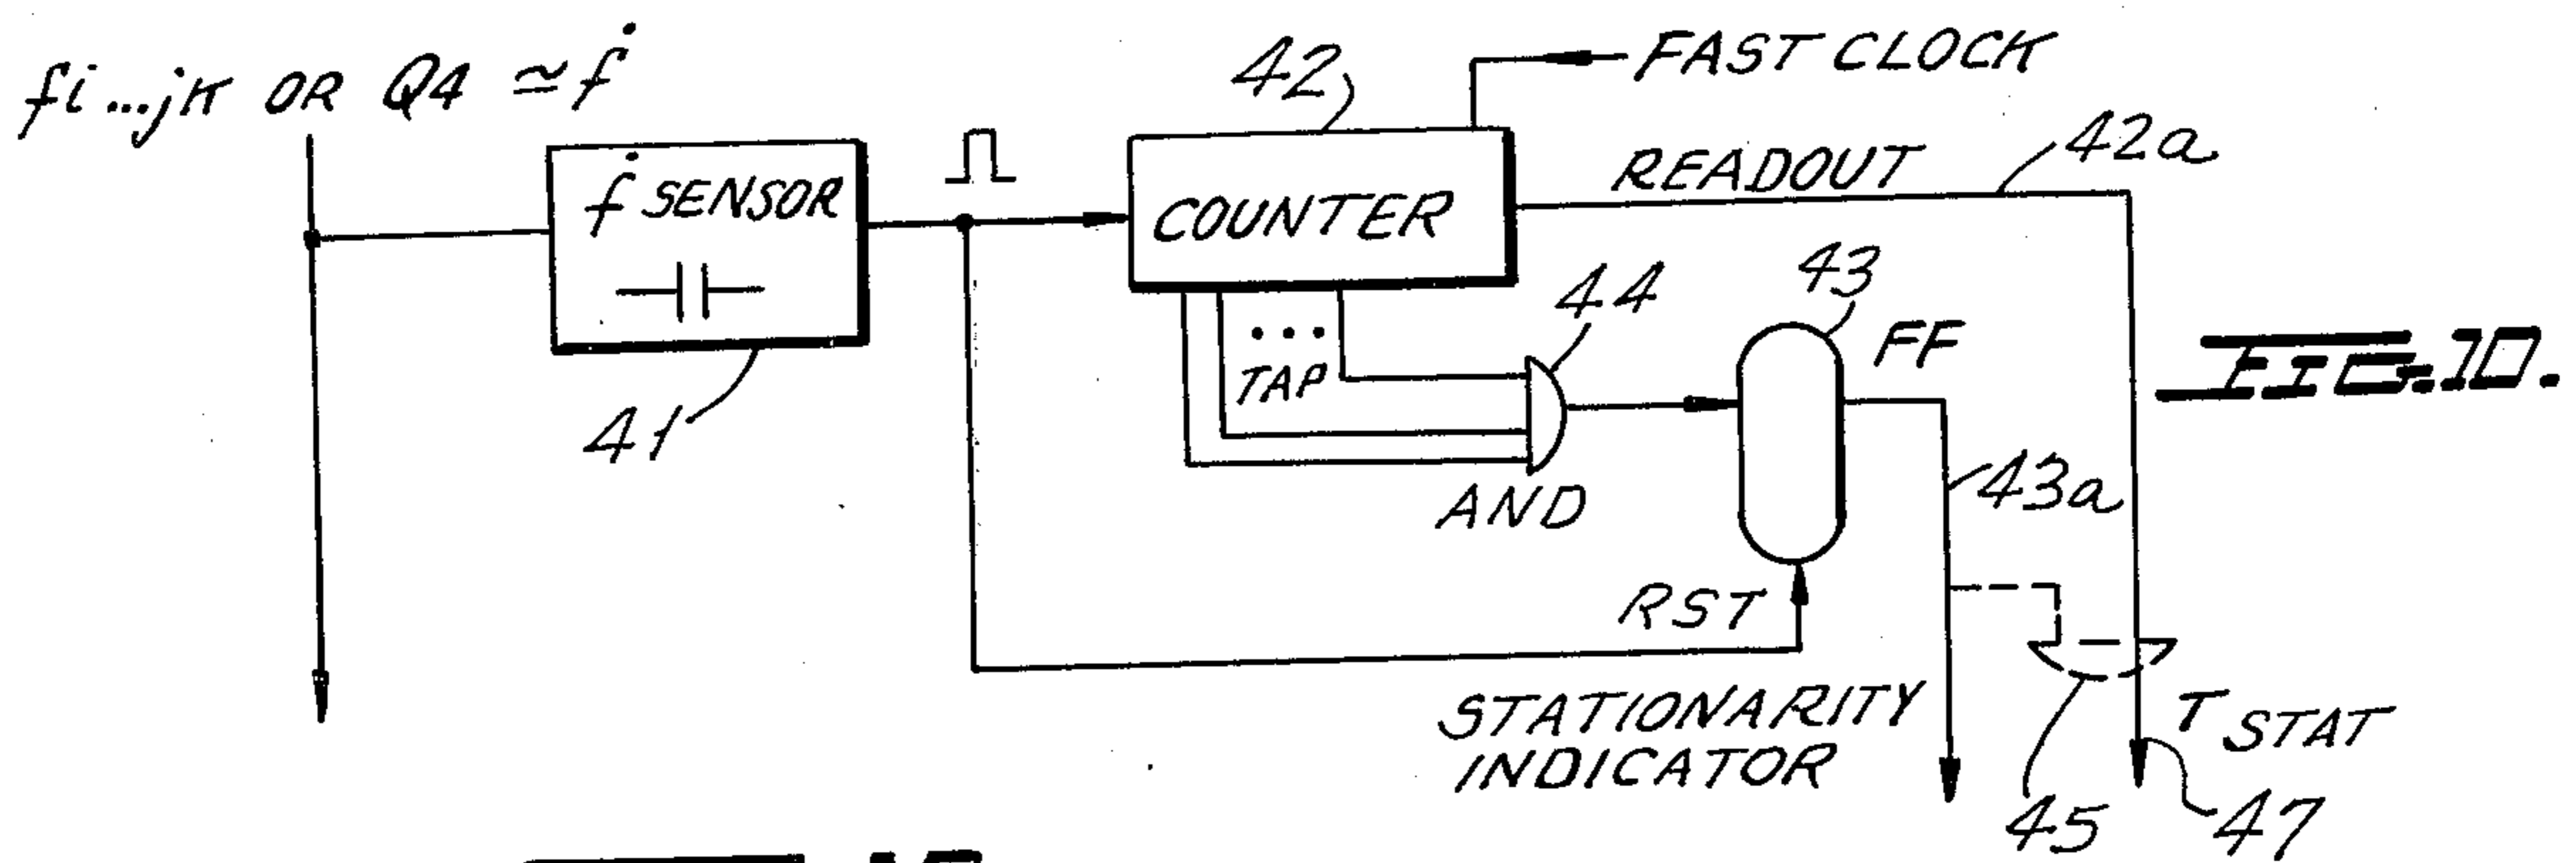 fi...jk OR Q4 ≃ ḟ
42
FAST CLOCK
ḟ SENSOR
41
COUNTER
READOUT
42a
TAP
44
AND
43
FF
43a
RST
FIG.10.
STATIONARITY
INDICATOR
T STAT
45
47